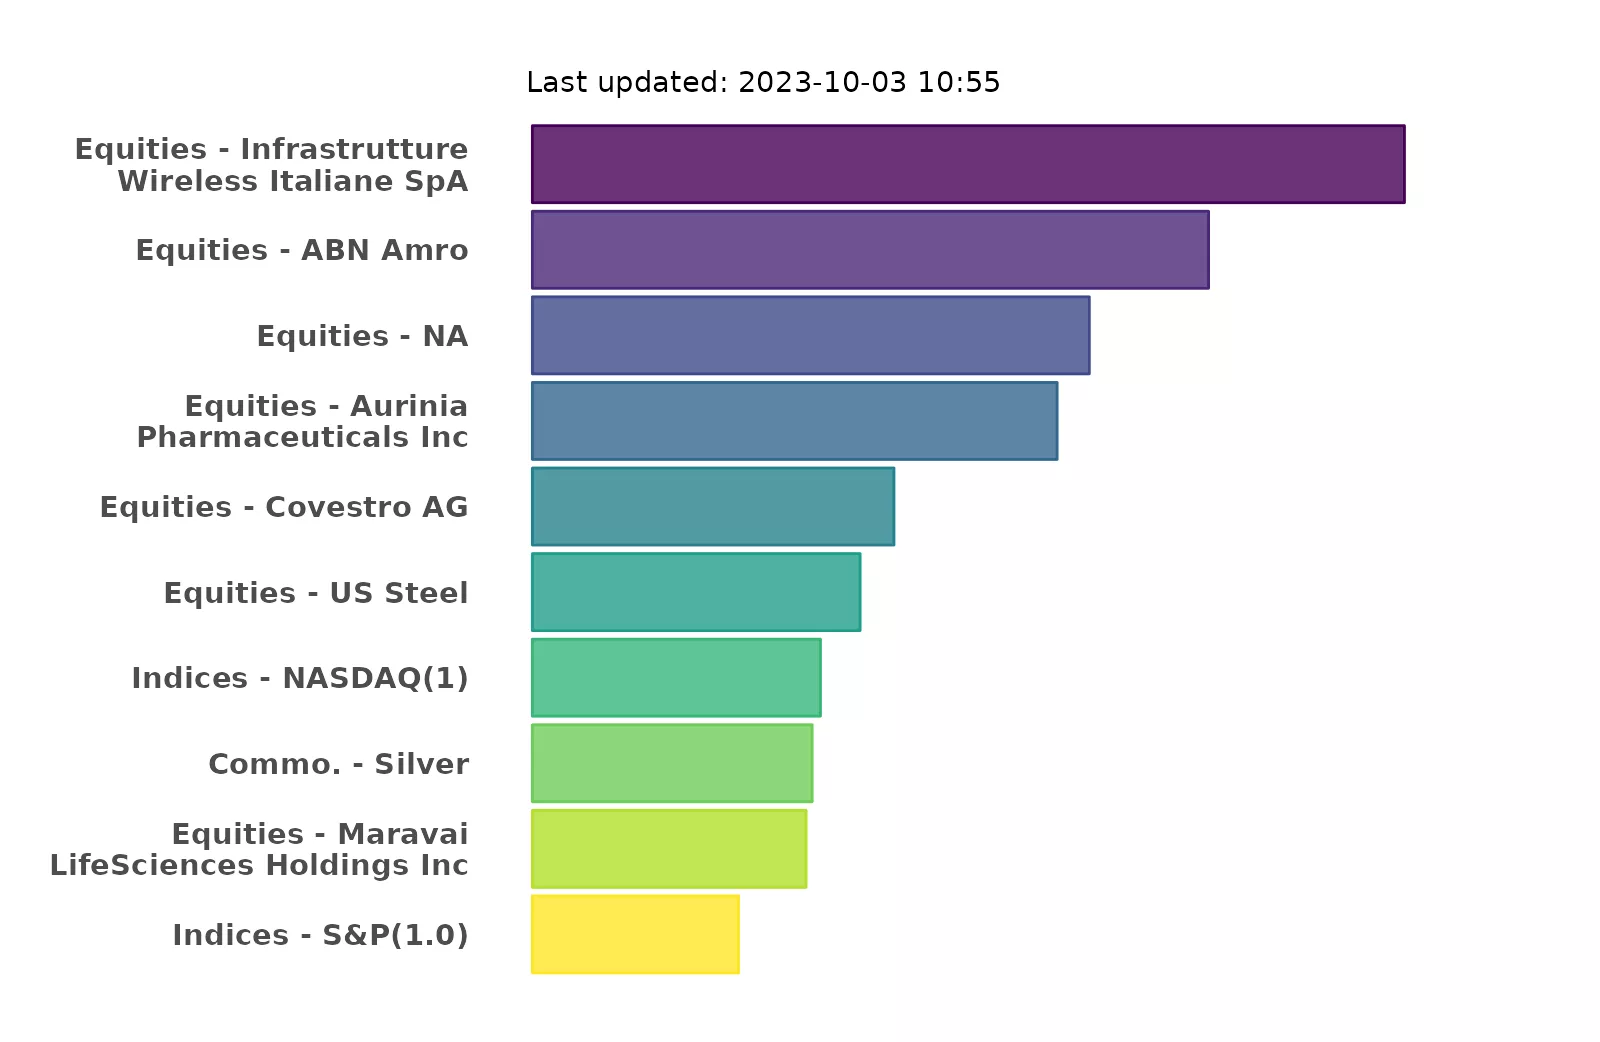 Last updated: 2023-10-03 10:55
Equities - Infrastrutture
Wireless Italiane SpA
Equities - ABN Amro
Equities - NA
Equities - Aurinia
Pharmaceuticals Inc
Equities - Covestro AG
Equities - US Steel
Indices - NASDAQ(1)
Commo. - Silver
Equities - Maravai
LifeSciences Holdings Inc
Indices - S&P(1.0)